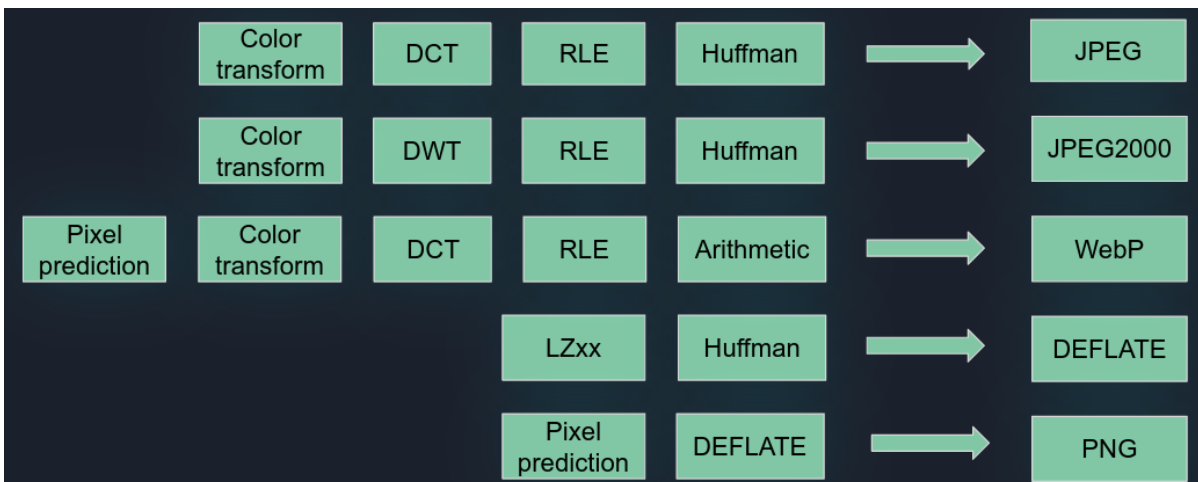 Color
transform
DCT
RLE
Huffman
JPEG
Color
transform
DWT
RLE
Huffman
JPEG2000
Pixel
prediction
Color
transform
DCT
RLE
Arithmetic
WebP
LZxx
Huffman
DEFLATE
Pixel
prediction
DEFLATE
PNG